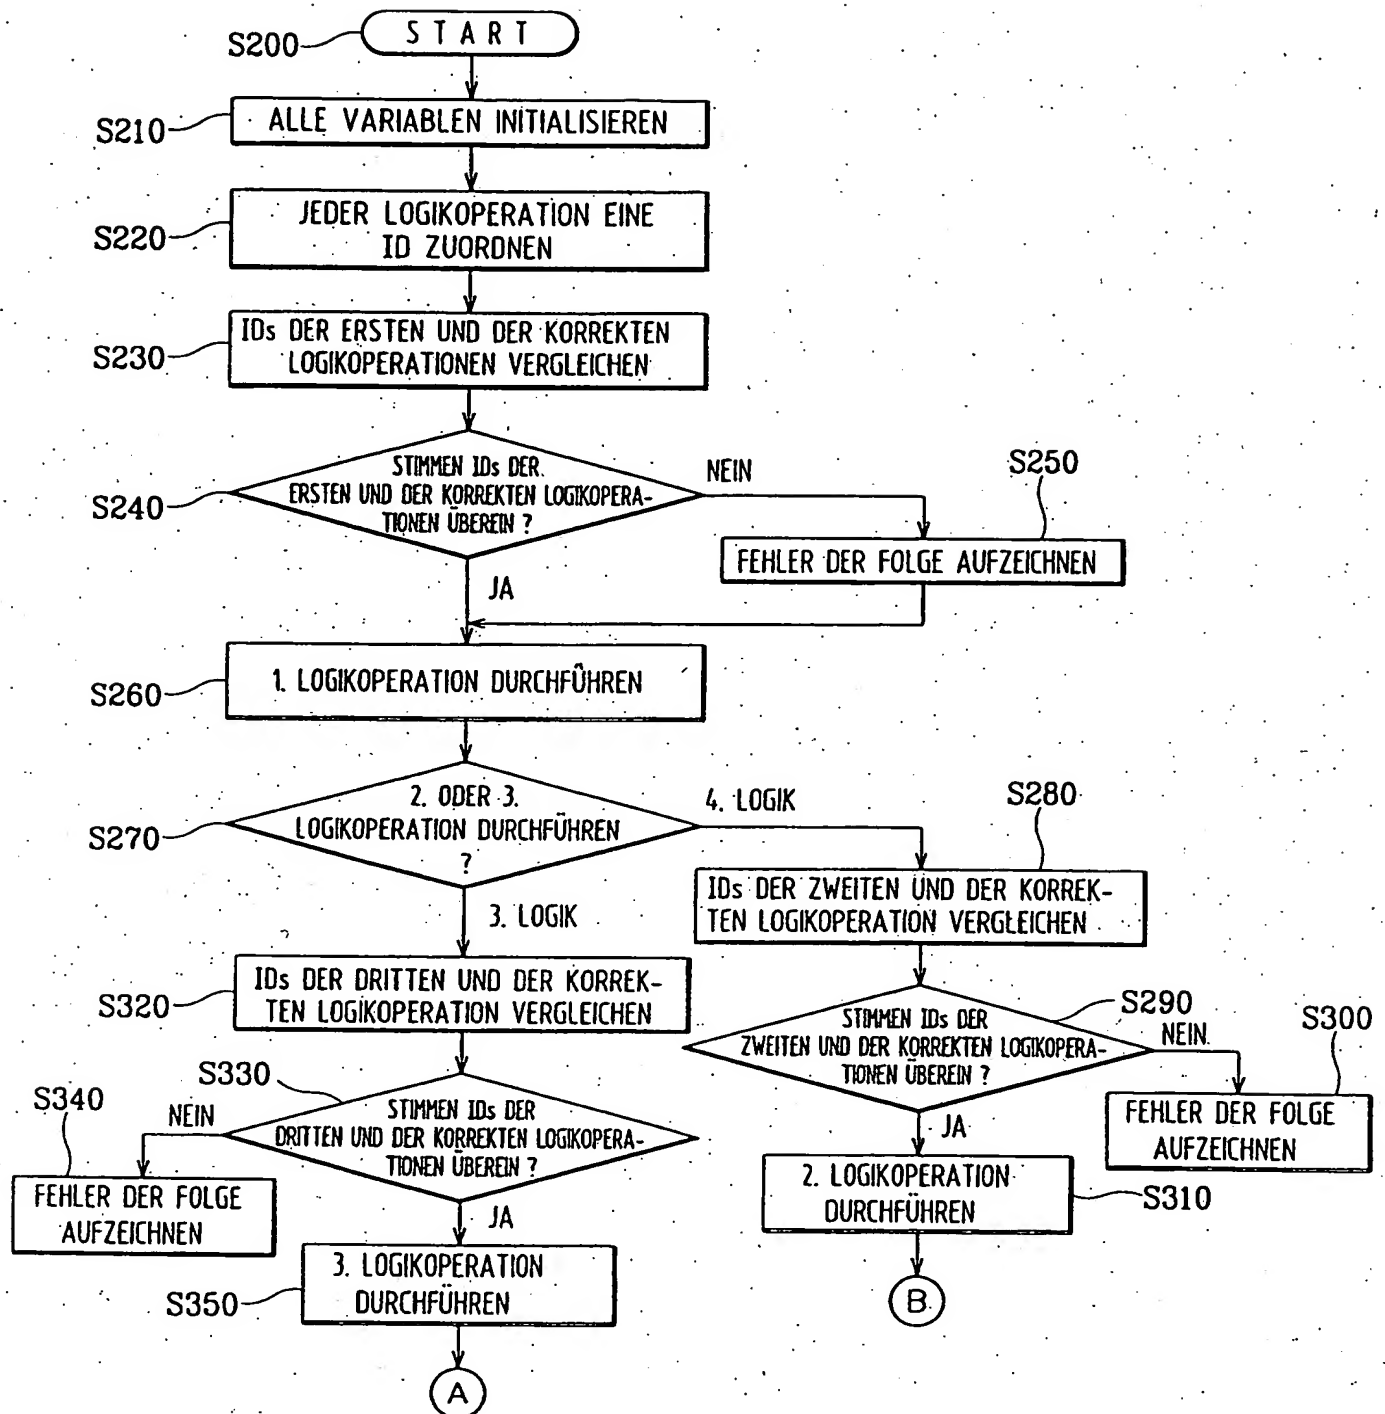 S200
START
S210
ALLE VARIABLEN INITIALISIEREN
S220
JEDER LOGIKOPERATION EINE
ID ZUORDNEN
S230
IDs DER ERSTEN UND DER KORREKTEN
LOGIKOPERATIONEN VERGLEICHEN
S240
STIMMEN IDs DER
ERSTEN UND DER KORREKTEN LOGIKOPERA-
TIONEN ÜBEREIN ?
NEIN
S250
FEHLER DER FOLGE AUFZEICHNEN
JA
S260
1. LOGIKOPERATION DURCHFÜHREN
S270
2. ODER 3.
LOGIKOPERATION DURCHFÜHREN
?
4. LOGIK
S280
IDs DER ZWEITEN UND DER KORREK-
TEN LOGIKOPERATION VERGLEICHEN
3. LOGIK
S320
IDs DER DRITTEN UND DER KORREK-
TEN LOGIKOPERATION VERGLEICHEN
S290
STIMMEN IDs DER
ZWEITEN UND DER KORREKTEN LOGIKOPERA-
TIONEN ÜBEREIN ?
NEIN
S300
FEHLER DER FOLGE
AUFZEICHNEN
JA
2. LOGIKOPERATION
DURCHFÜHREN
S310
B
S330
STIMMEN IDs DER
DRITTEN UND DER KORREKTEN LOGIKOPERA-
TIONEN ÜBEREIN ?
NEIN
S340
FEHLER DER FOLGE
AUFZEICHNEN
JA
S350
3. LOGIKOPERATION
DURCHFÜHREN
A